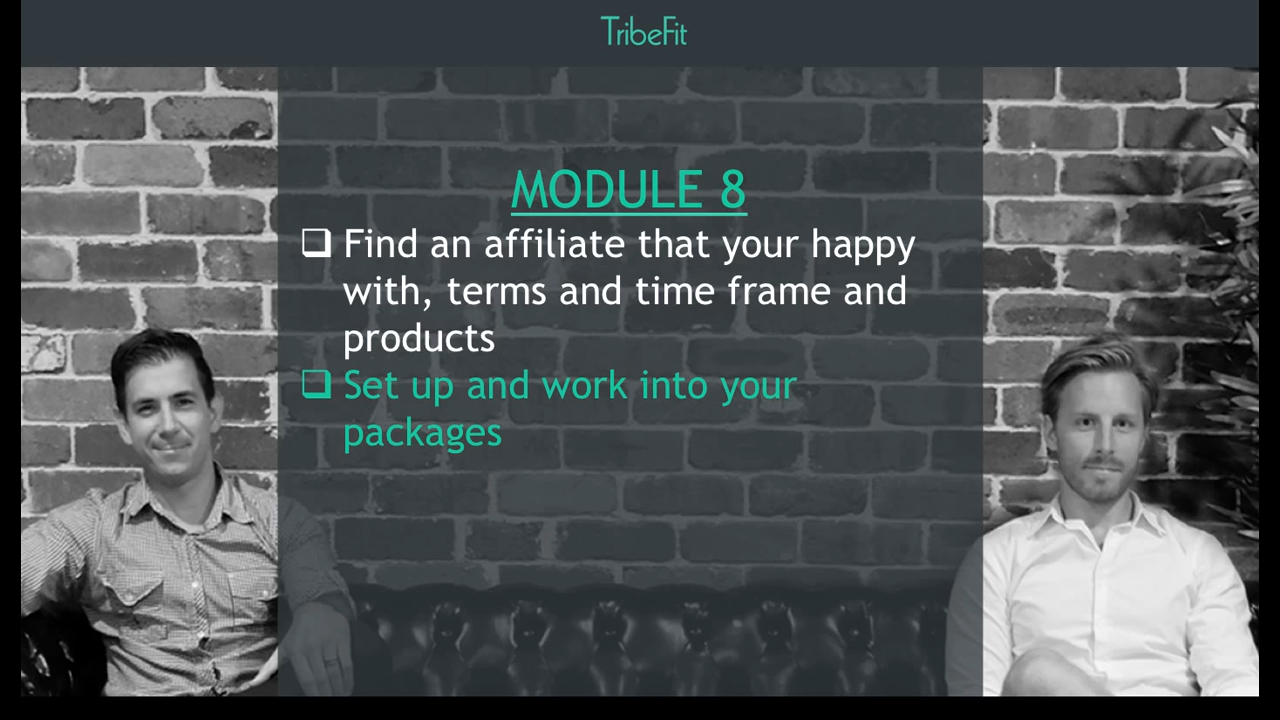 TribeFit
MODULE 8
❑ Find an affiliate that your happy
with, terms and time frame and
products
❑ Set up and work into your
packages